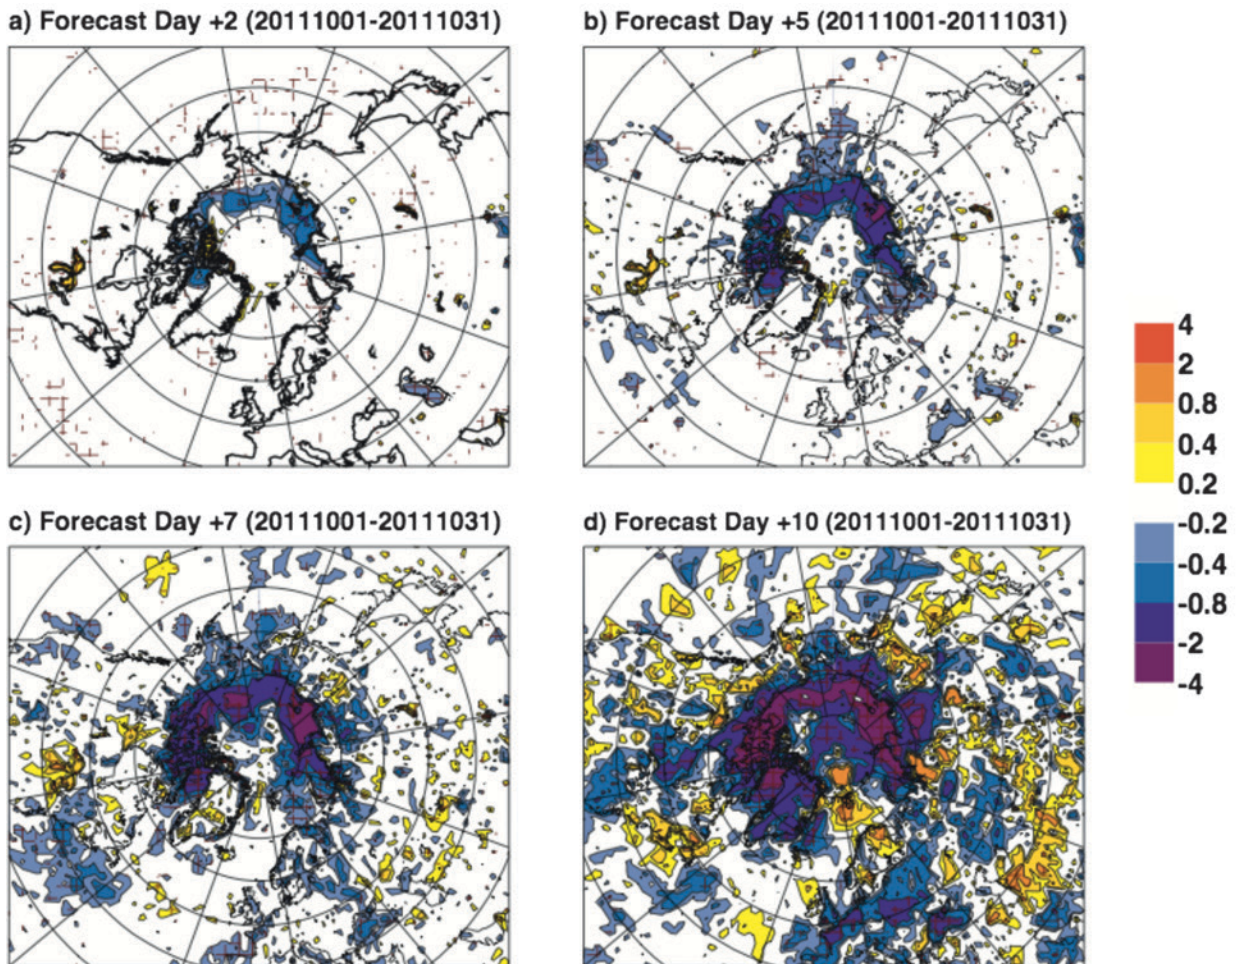 a) Forecast Day +2 (20111001-20111031)
b) Forecast Day +5 (20111001-20111031)
4
2
0.8
0.4
0.2
-0.2
-0.4
-0.8
-2
-4
c) Forecast Day +7 (20111001-20111031)
d) Forecast Day +10 (20111001-20111031)